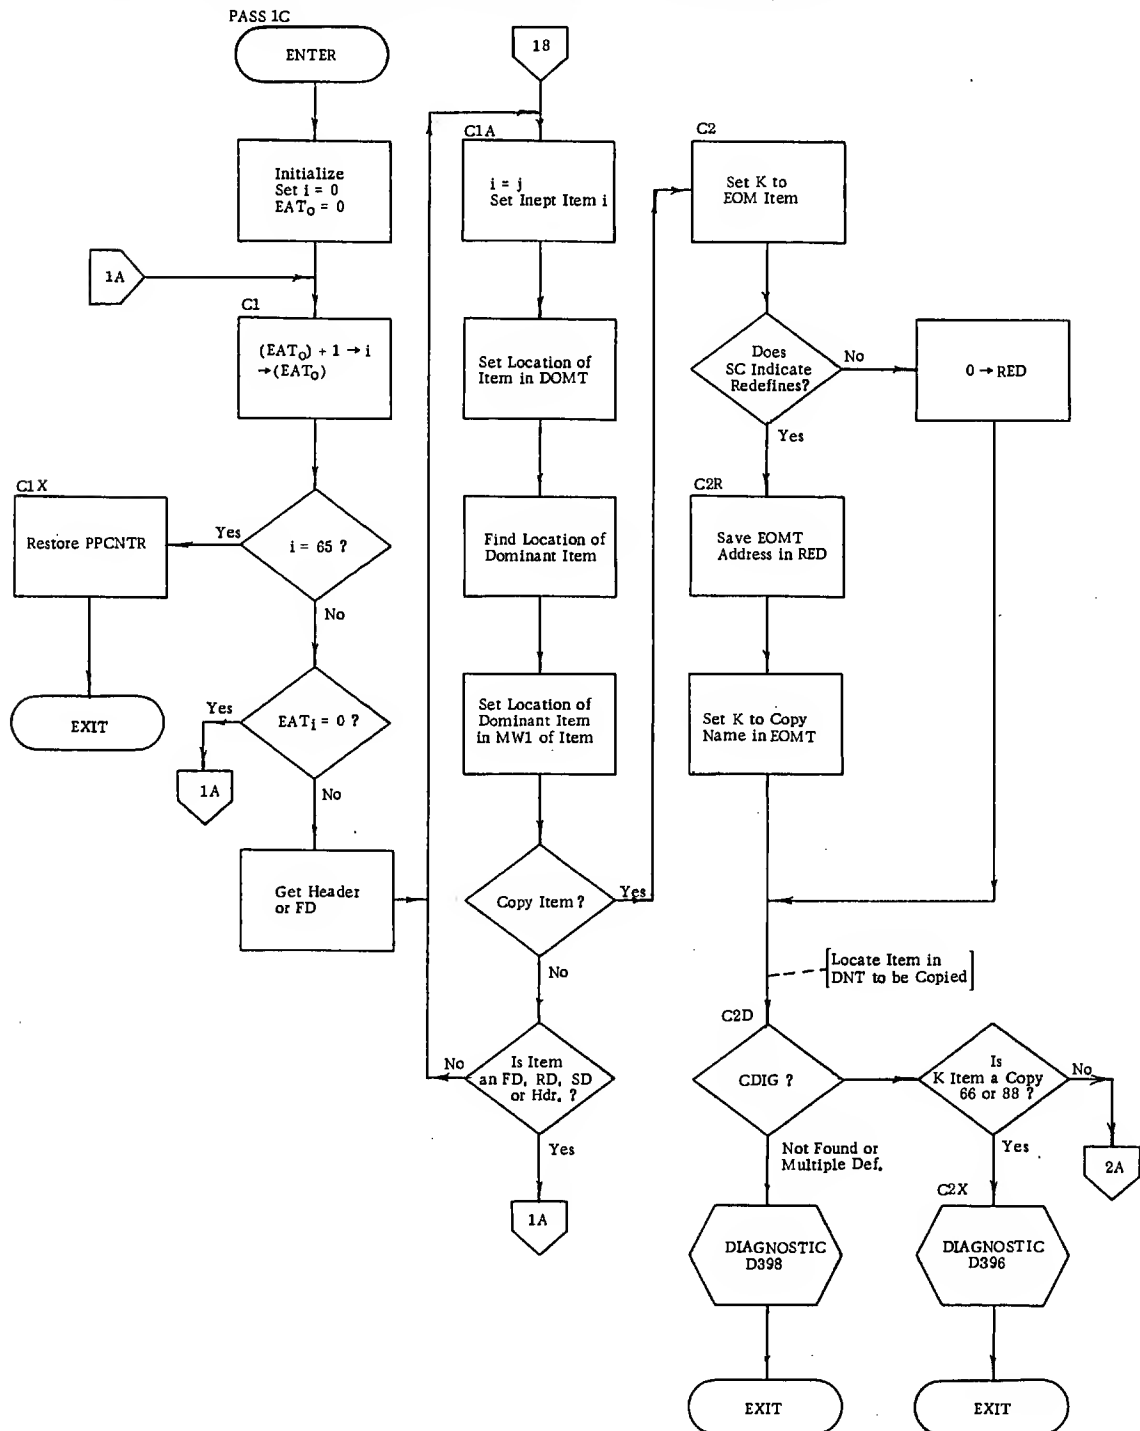 PASS 1C
ENTER
Initialize
Set i = 0
EAT₀ = 0
1A
C1
(EAT₀) + 1 → i
→(EAT₀)
C1X
Restore PPCNTR
Yes
i = 65 ?
No
EXIT
Yes
EATᵢ = 0 ?
1A
No
Get Header
or FD
18
C1A
i = j
Set Inept Item i
Set Location of
Item in DOMT
Find Location of
Dominant Item
Set Location of
Dominant Item
in MW1 of Item
Copy Item ?
Yes
No
No
Is Item
an FD, RD, SD
or Hdr. ?
Yes
1A
C2
Set K to
EOM Item
Does
SC Indicate
Redefines?
No
0 → RED
Yes
C2R
Save EOMT
Address in RED
Set K to Copy
Name in EOMT
[Locate Item in
DNT to be Copied]
C2D
CDIG ?
Is
K Item a Copy
66 or 88 ?
No
2A
Not Found or
Multiple Def.
Yes
C2X
DIAGNOSTIC
D398
DIAGNOSTIC
D396
EXIT
EXIT